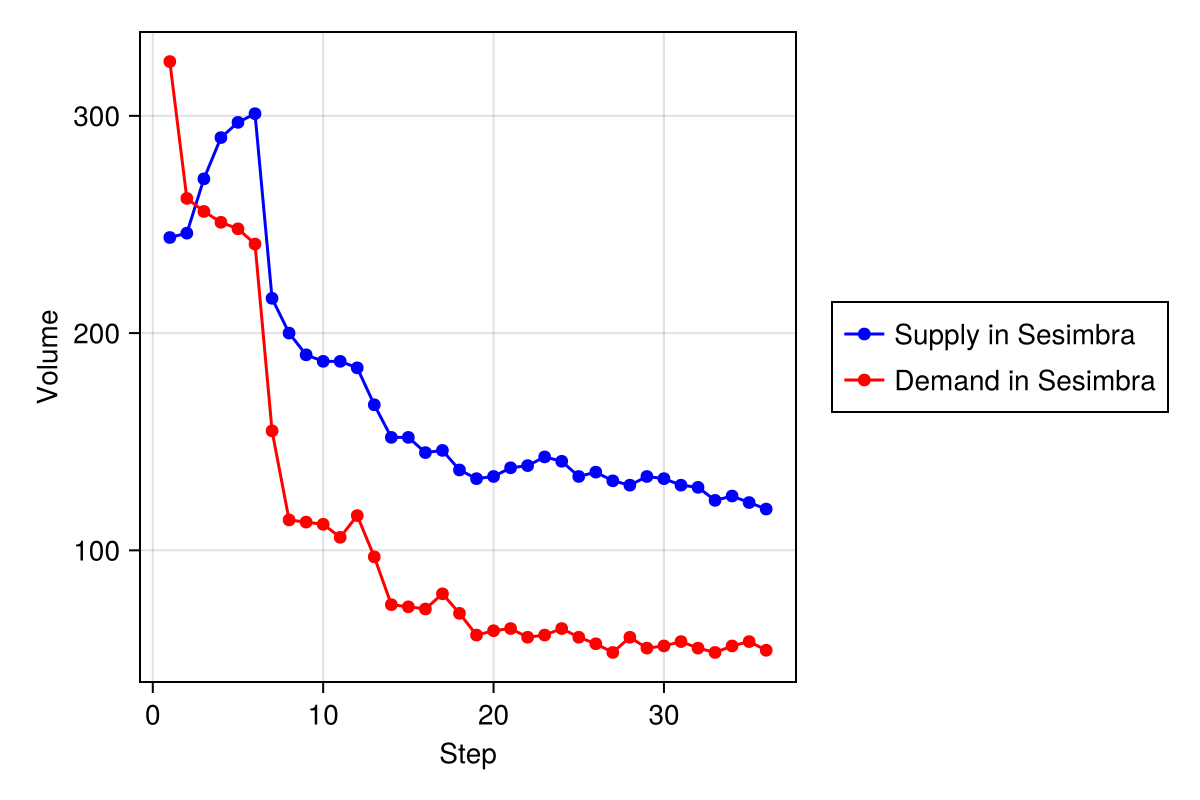 300
200
100
Volume
0 10 20 30
Step
Supply in Sesimbra
Demand in Sesimbra